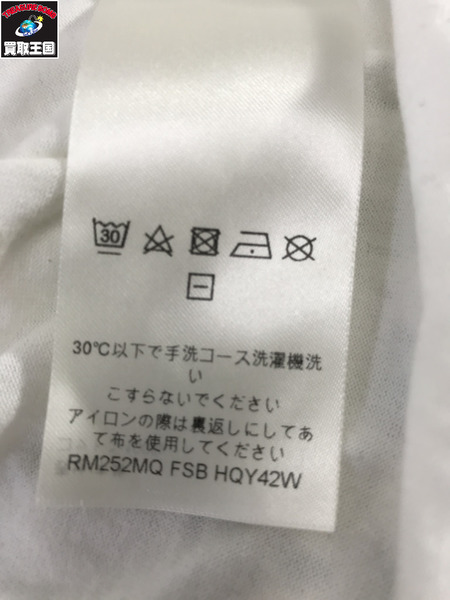 TREASURE KING
買取王国
30
30℃以下で手洗コース洗濯機洗
い
こすらないでください
アイロンの際は裏返しにしてあ
て布を使用してください
RM252MQ FSB HQY42W